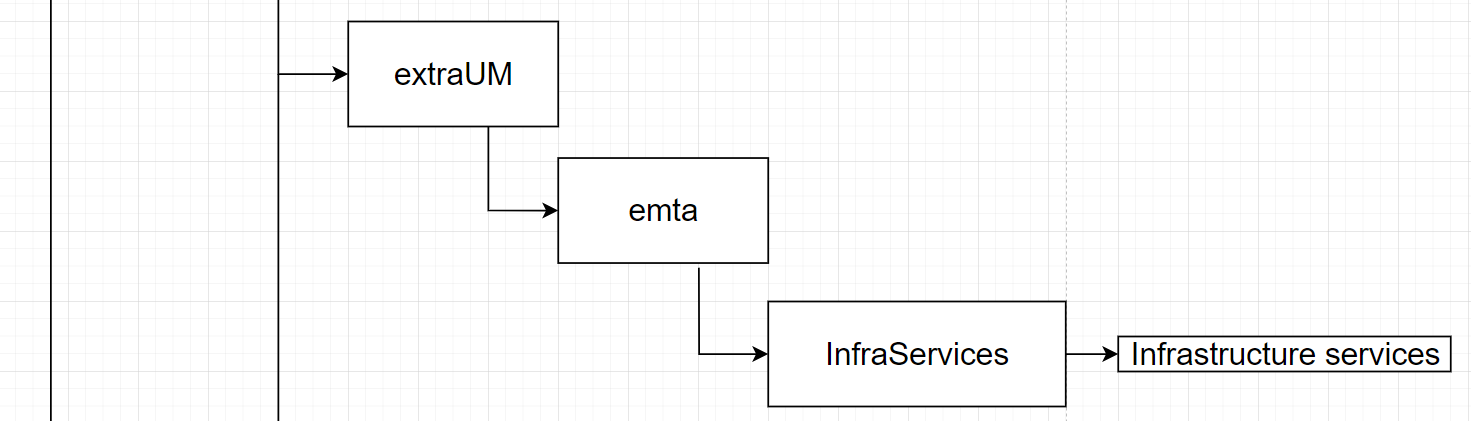 extraUM
emta
InfraServices
Infrastructure services